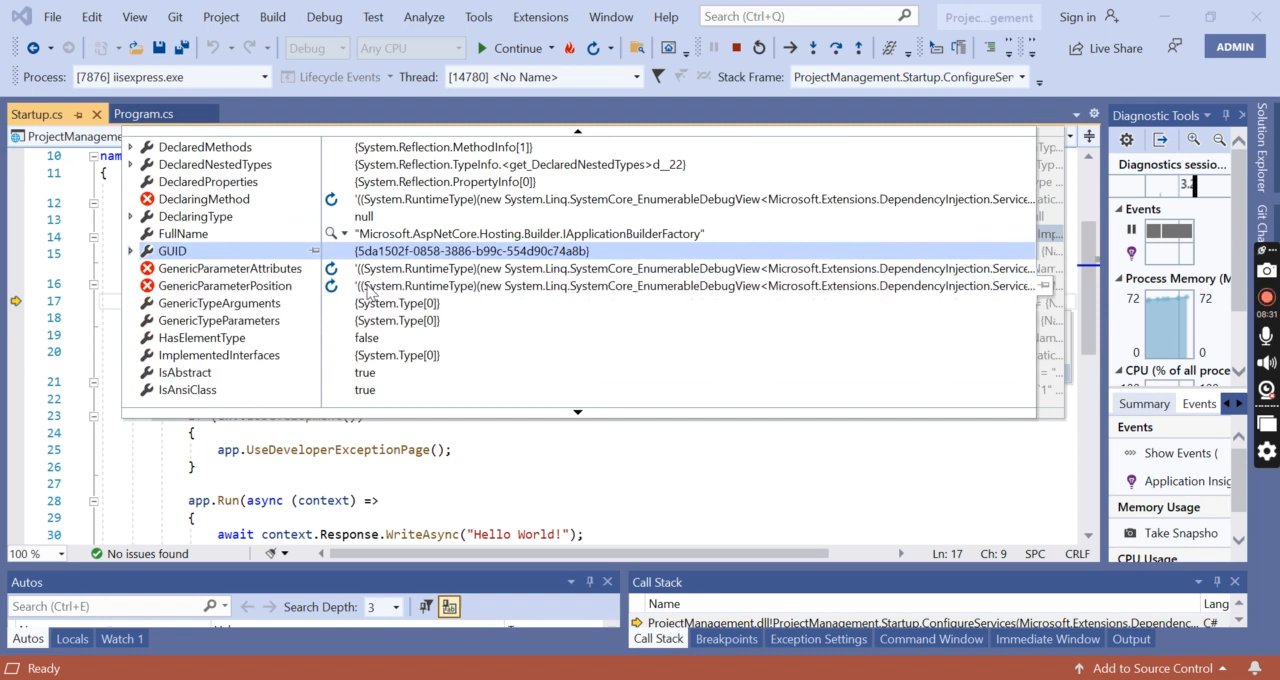 File Edit View Git Project Build Debug Test Analyze Tools Extensions Window Help Search (Ctrl+Q) Projec...gement Sign in
Debug Any CPU Continue Live Share ADMIN
Process: [7876] iisexpress.exe Lifecycle Events Thread: [14780] <No Name> Stack Frame: ProjectManagement.Startup.ConfigureSer
Startup.cs Program.cs Diagnostic Tools
ProjectManageme
Solution Explorer
Git Cha
10 nam
11 {
12
13
14
15
16
17
18
19
20
21
22
23
24 {
25 app.UseDeveloperExceptionPage();
26 }
27
28 app.Run(async (context) =>
29 {
30 await context.Response.WriteAsync("Hello World!");
DeclaredMethods {System.Reflection.MethodInfo[1]}
DeclaredNestedTypes {System.Reflection.TypeInfo.<get_DeclaredNestedTypes>d__22}
DeclaredProperties {System.Reflection.PropertyInfo[0]}
DeclaringMethod '((System.RuntimeType)(new System.Linq.SystemCore_EnumerableDebugView<Microsoft.Extensions.DependencyInjection.Service...
DeclaringType null
FullName "Microsoft.AspNetCore.Hosting.Builder.IApplicationBuilderFactory"
GUID {5da1502f-0858-3886-b99c-554d90c74a8b}
GenericParameterAttributes '((System.RuntimeType)(new System.Linq.SystemCore_EnumerableDebugView<Microsoft.Extensions.DependencyInjection.Service...
GenericParameterPosition '((System.RuntimeType)(new System.Linq.SystemCore_EnumerableDebugView<Microsoft.Extensions.DependencyInjection.Service...
GenericTypeArguments {System.Type[0]}
GenericTypeParameters {System.Type[0]}
HasElementType false
ImplementedInterfaces {System.Type[0]}
IsAbstract true
IsAnsiClass true
100 % No issues found Ln: 17 Ch: 9 SPC CRLF
Diagnostics sessio...
Events
Process Memory (
72 72
0 0
CPU (% of all proce
Summary Events
Events
Show Events (
Application Insig
Memory Usage
Take Snapsho
CPU Usage
08:31
Autos
Search (Ctrl+E) Search Depth: 3
Autos Locals Watch 1
Call Stack
Name Lang
ProjectManagement.dll!ProjectManagement.Startup.ConfigureServices(Microsoft.Extensions.Dependenc... C#
Call Stack Breakpoints Exception Settings Command Window Immediate Window Output
Ready Add to Source Control